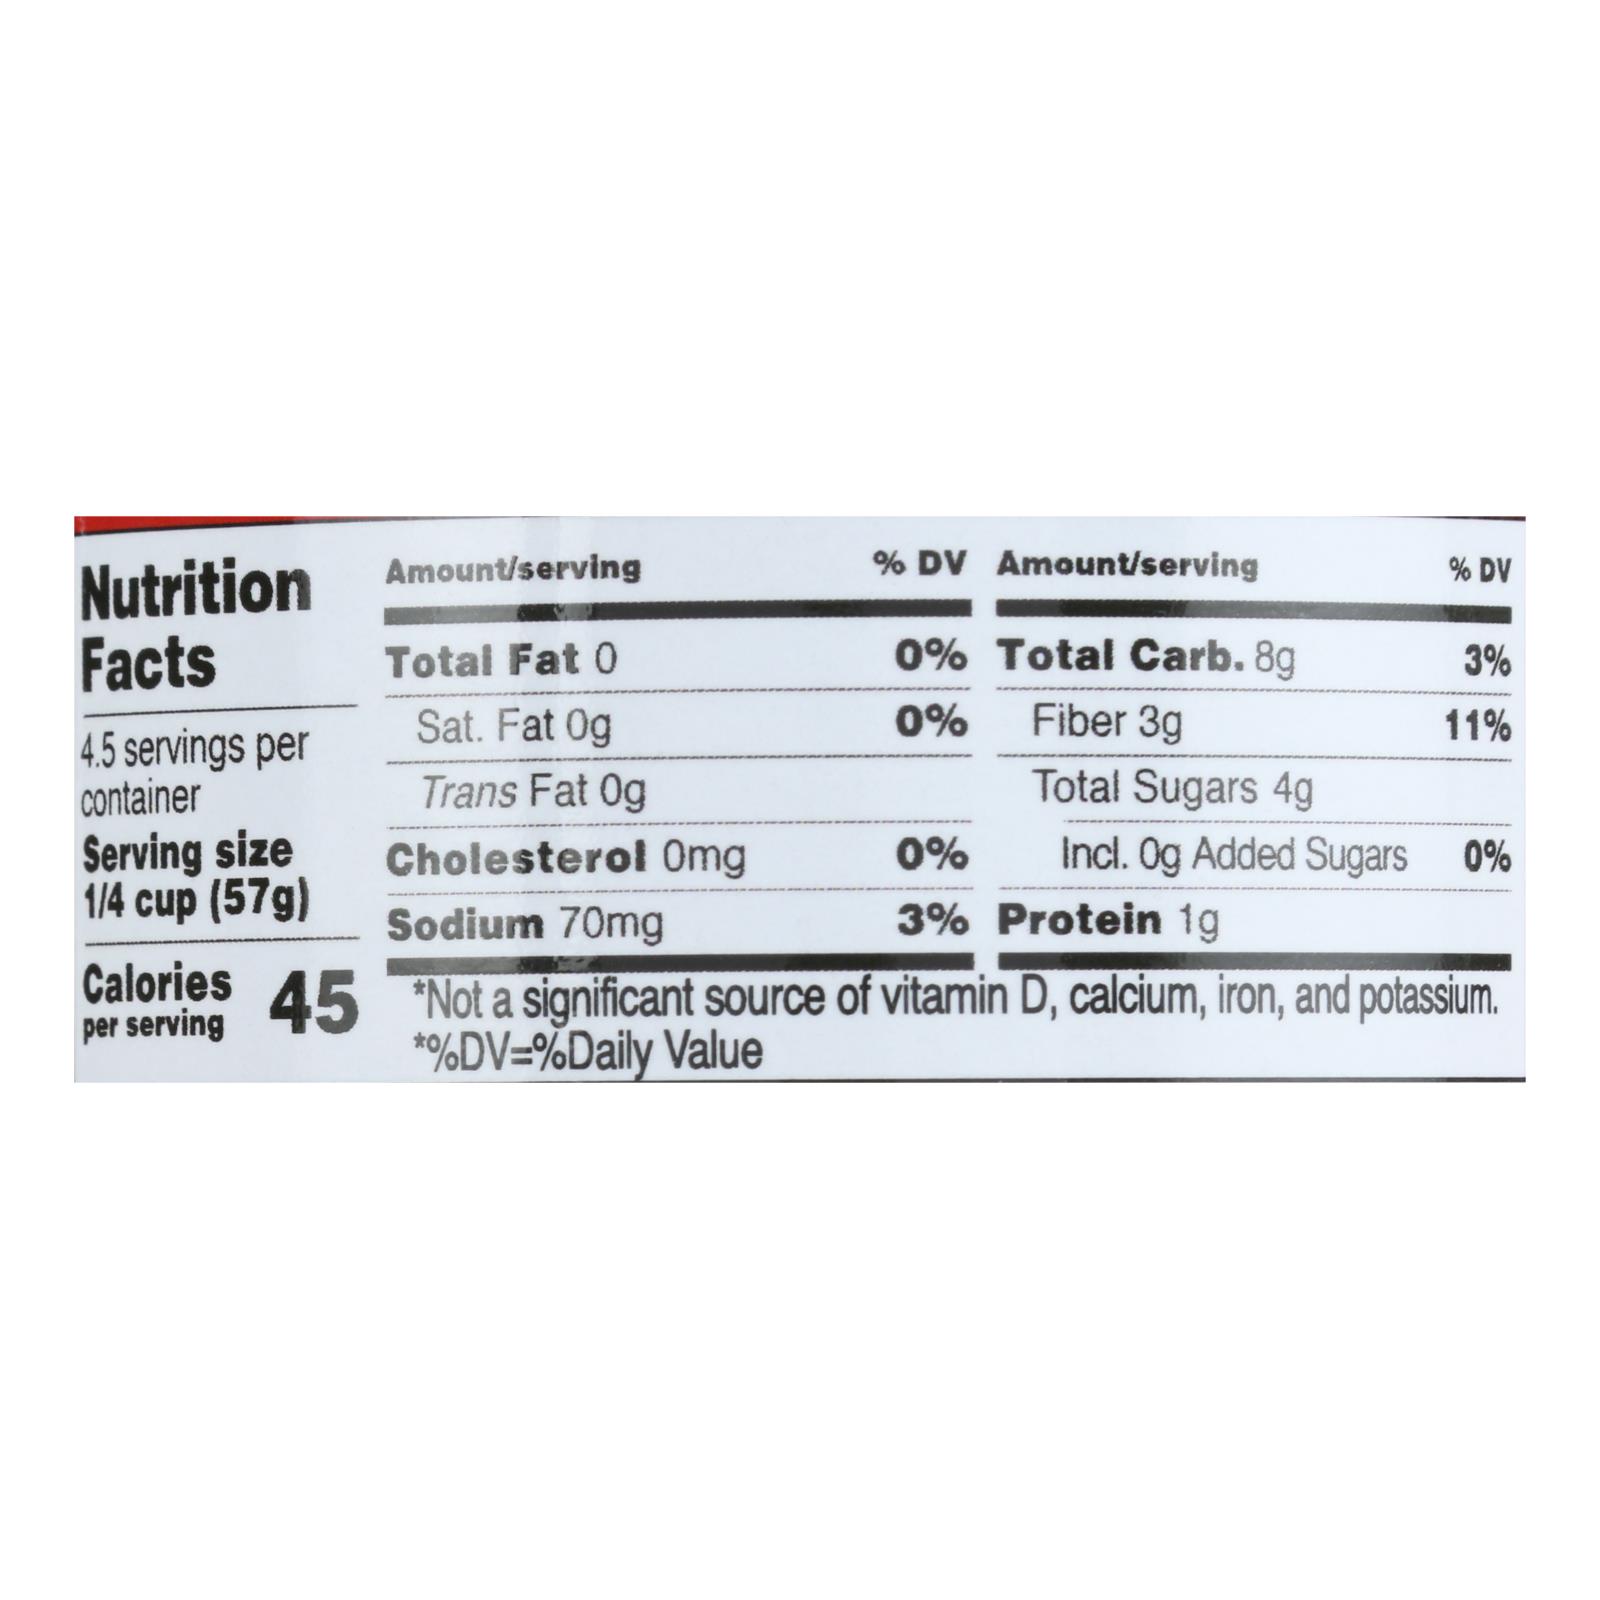 Nutrition
Facts
4.5 servings per
container
Serving size
1/4 cup (57g)
Calories
per serving 45
Amount/serving % DV
Total Fat 0 0%
Sat. Fat 0g 0%
Trans Fat 0g
Cholesterol 0mg 0%
Sodium 70mg 3%
Amount/serving % DV
Total Carb. 8g 3%
Fiber 3g 11%
Total Sugars 4g
Incl. 0g Added Sugars 0%
Protein 1g
*Not a significant source of vitamin D, calcium, iron, and potassium.
*%DV=%Daily Value